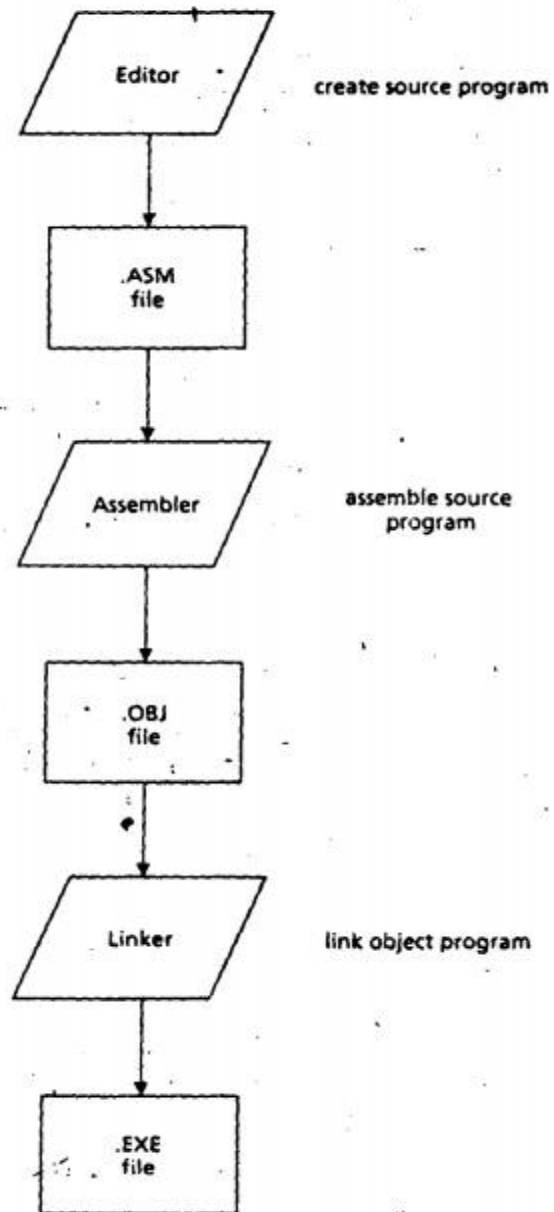 Editor
create source program
.ASM
file
Assembler
assemble source
program
.OBJ
file
Linker
link object program
.EXE
file